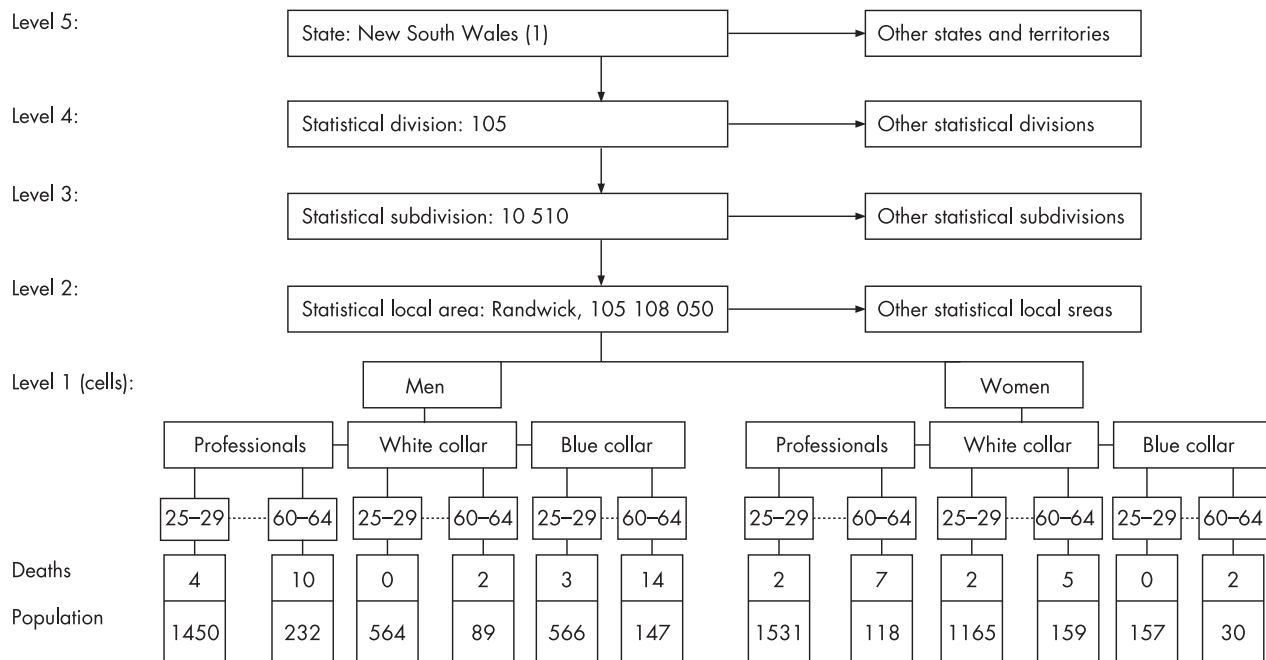 Level 5:
State: New South Wales (1)
Other states and territories
Level 4:
Statistical division: 105
Other statistical divisions
Level 3:
Statistical subdivision: 10 510
Other statistical subdivisions
Level 2:
Statistical local area: Randwick, 105 108 050
Other statistical local sreas
Level 1 (cells):
Men
Women
Professionals
White collar
Blue collar
Professionals
White collar
Blue collar
25–29
60–64
25–29
60–64
25–29
60–64
25–29
60–64
25–29
60–64
25–29
60–64
Deaths
4
10
0
2
3
14
2
7
2
5
0
2
Population
1450
232
564
89
566
147
1531
118
1165
159
157
30